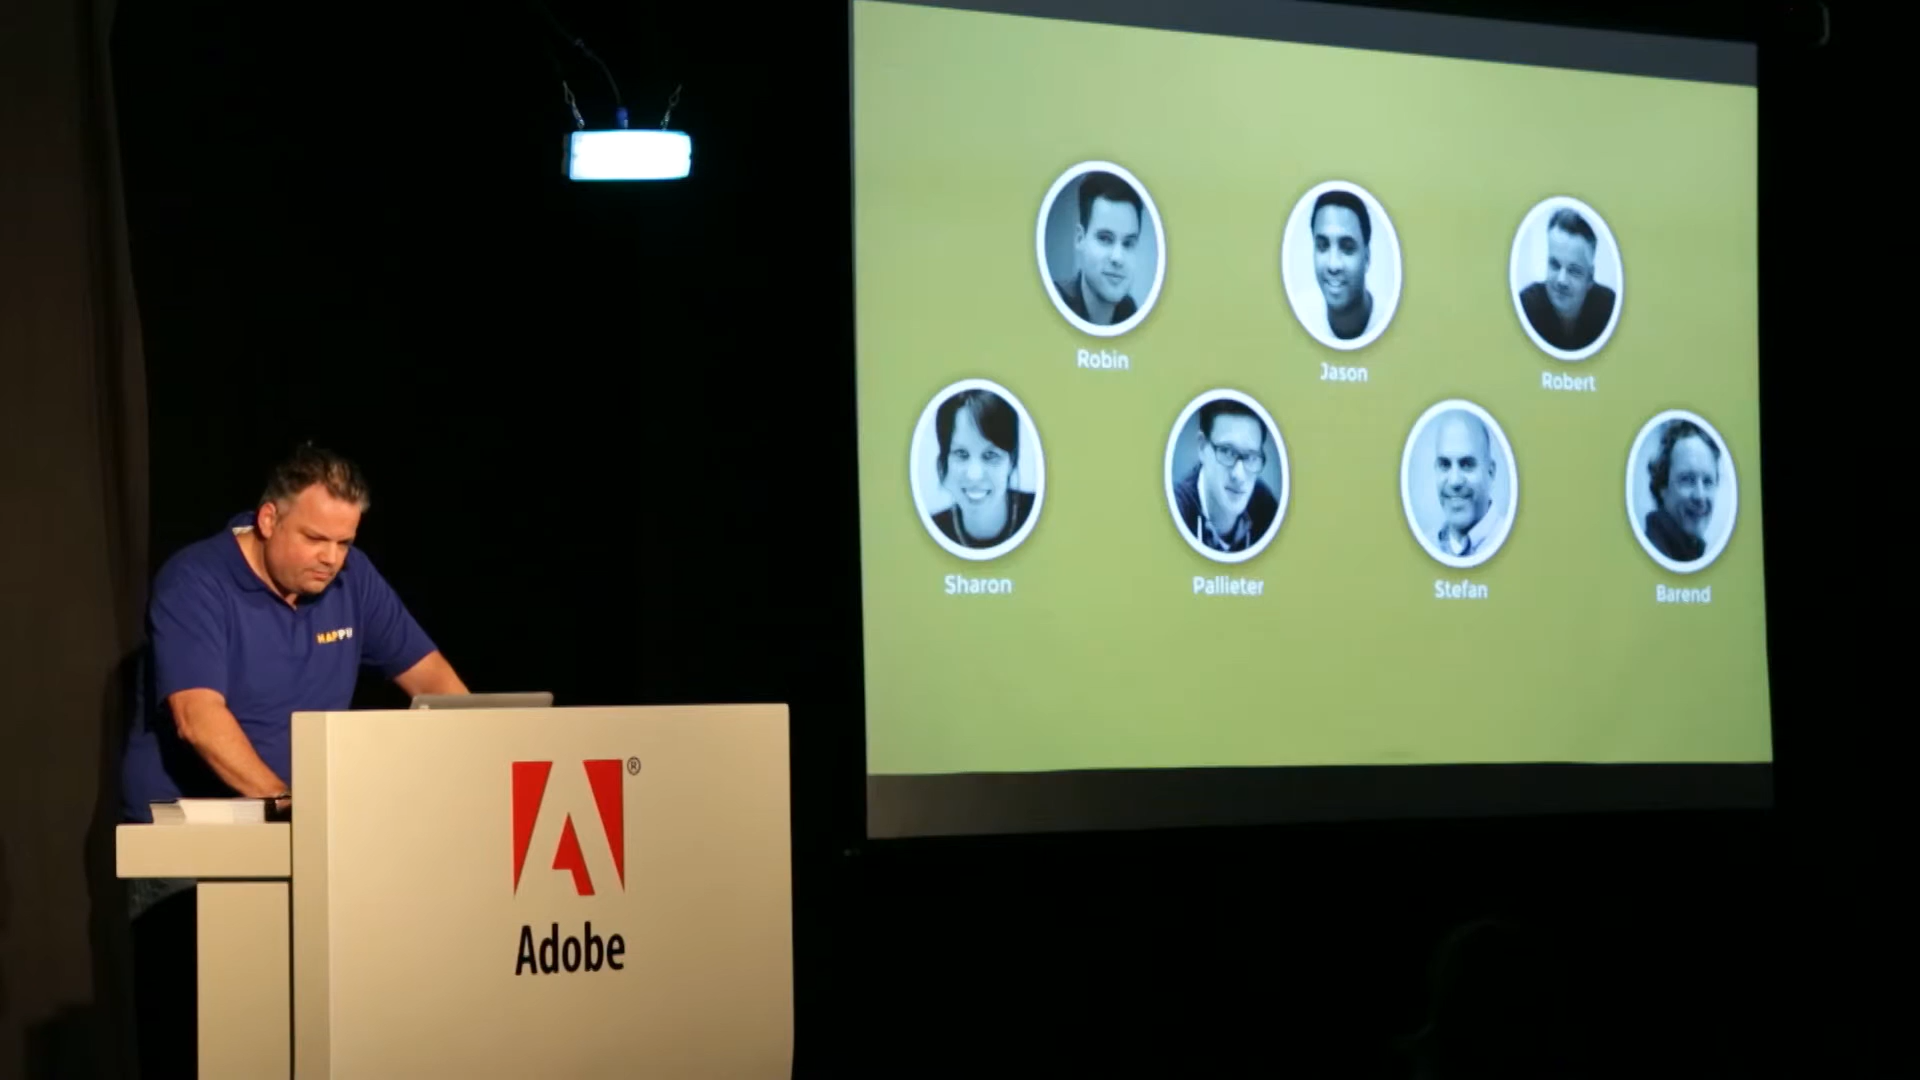 Robin
Jason
Robert
Sharon
Pallieter
Stefan
Barend
®
Adobe